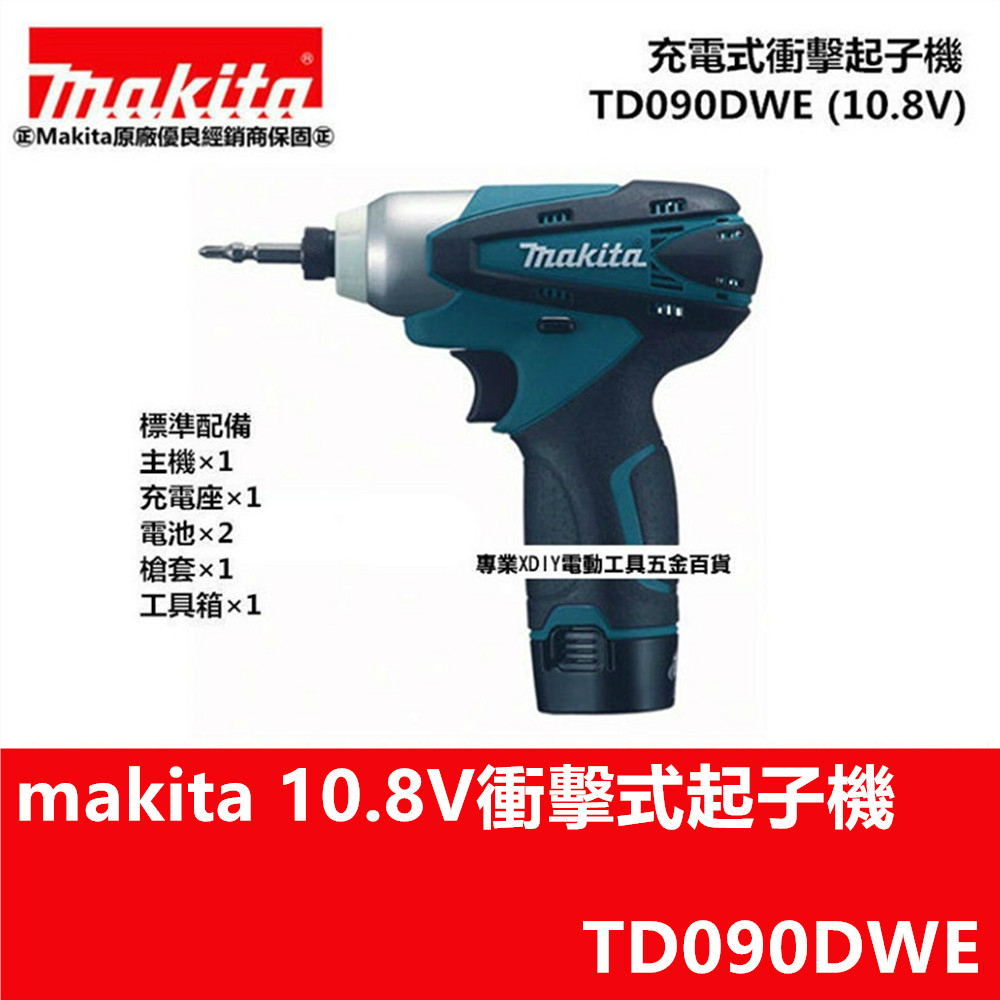 makita®
㊣Makita原廠優良經銷商保固㊣
充電式衝擊起子機
TD090DWE (10.8V)
makita
標準配備
主機×1
充電座×1
電池×2
槍套×1
工具箱×1
專業XDIY電動工具五金百貨
makita 10.8V衝擊式起子機
TD090DWE